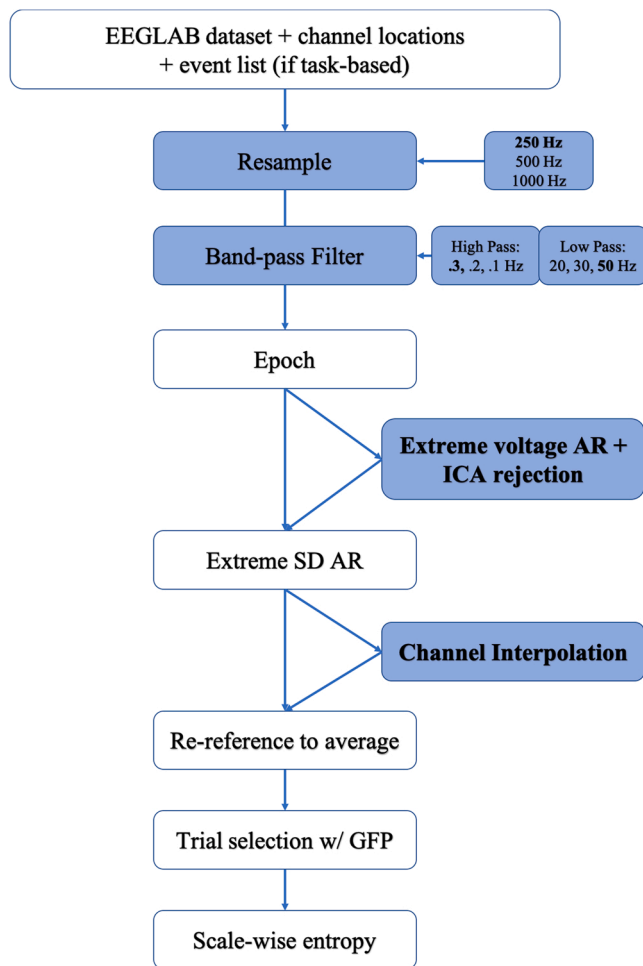 EEGLAB dataset + channel locations
+ event list (if task-based)
Resample
250 Hz
500 Hz
1000 Hz
Band-pass Filter
High Pass:
.3, .2, .1 Hz
Low Pass:
20, 30, 50 Hz
Epoch
Extreme voltage AR +
ICA rejection
Extreme SD AR
Channel Interpolation
Re-reference to average
Trial selection w/ GFP
Scale-wise entropy